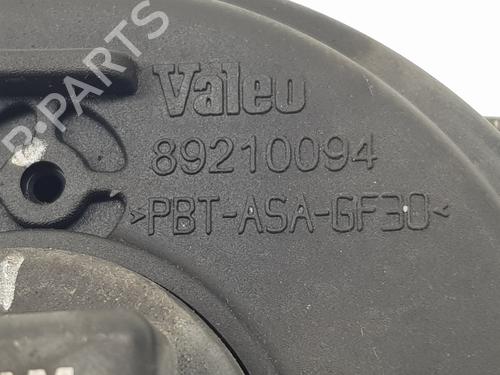 Valeo
89210094
>PBT-ASA-GF30<
B-PARTS